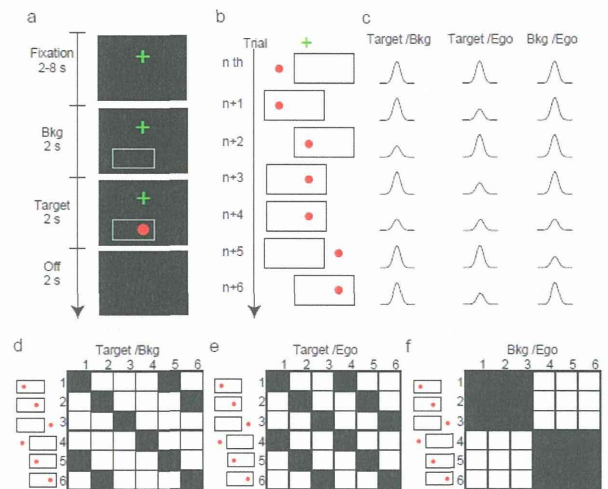 a
Fixation
2-8 s
Bkg
2 s
Target
2 s
Off
2 s
b
Trial
n th
n+1
n+2
n+3
n+4
n+5
n+6
c
Target /Bkg Target /Ego Bkg /Ego
d
Target /Bkg
1 2 3 4 5 6
1
2
3
4
5
6
e
Target /Ego
1 2 3 4 5 6
1
2
3
4
5
6
f
Bkg /Ego
1 2 3 4 5 6
1
2
3
4
5
6